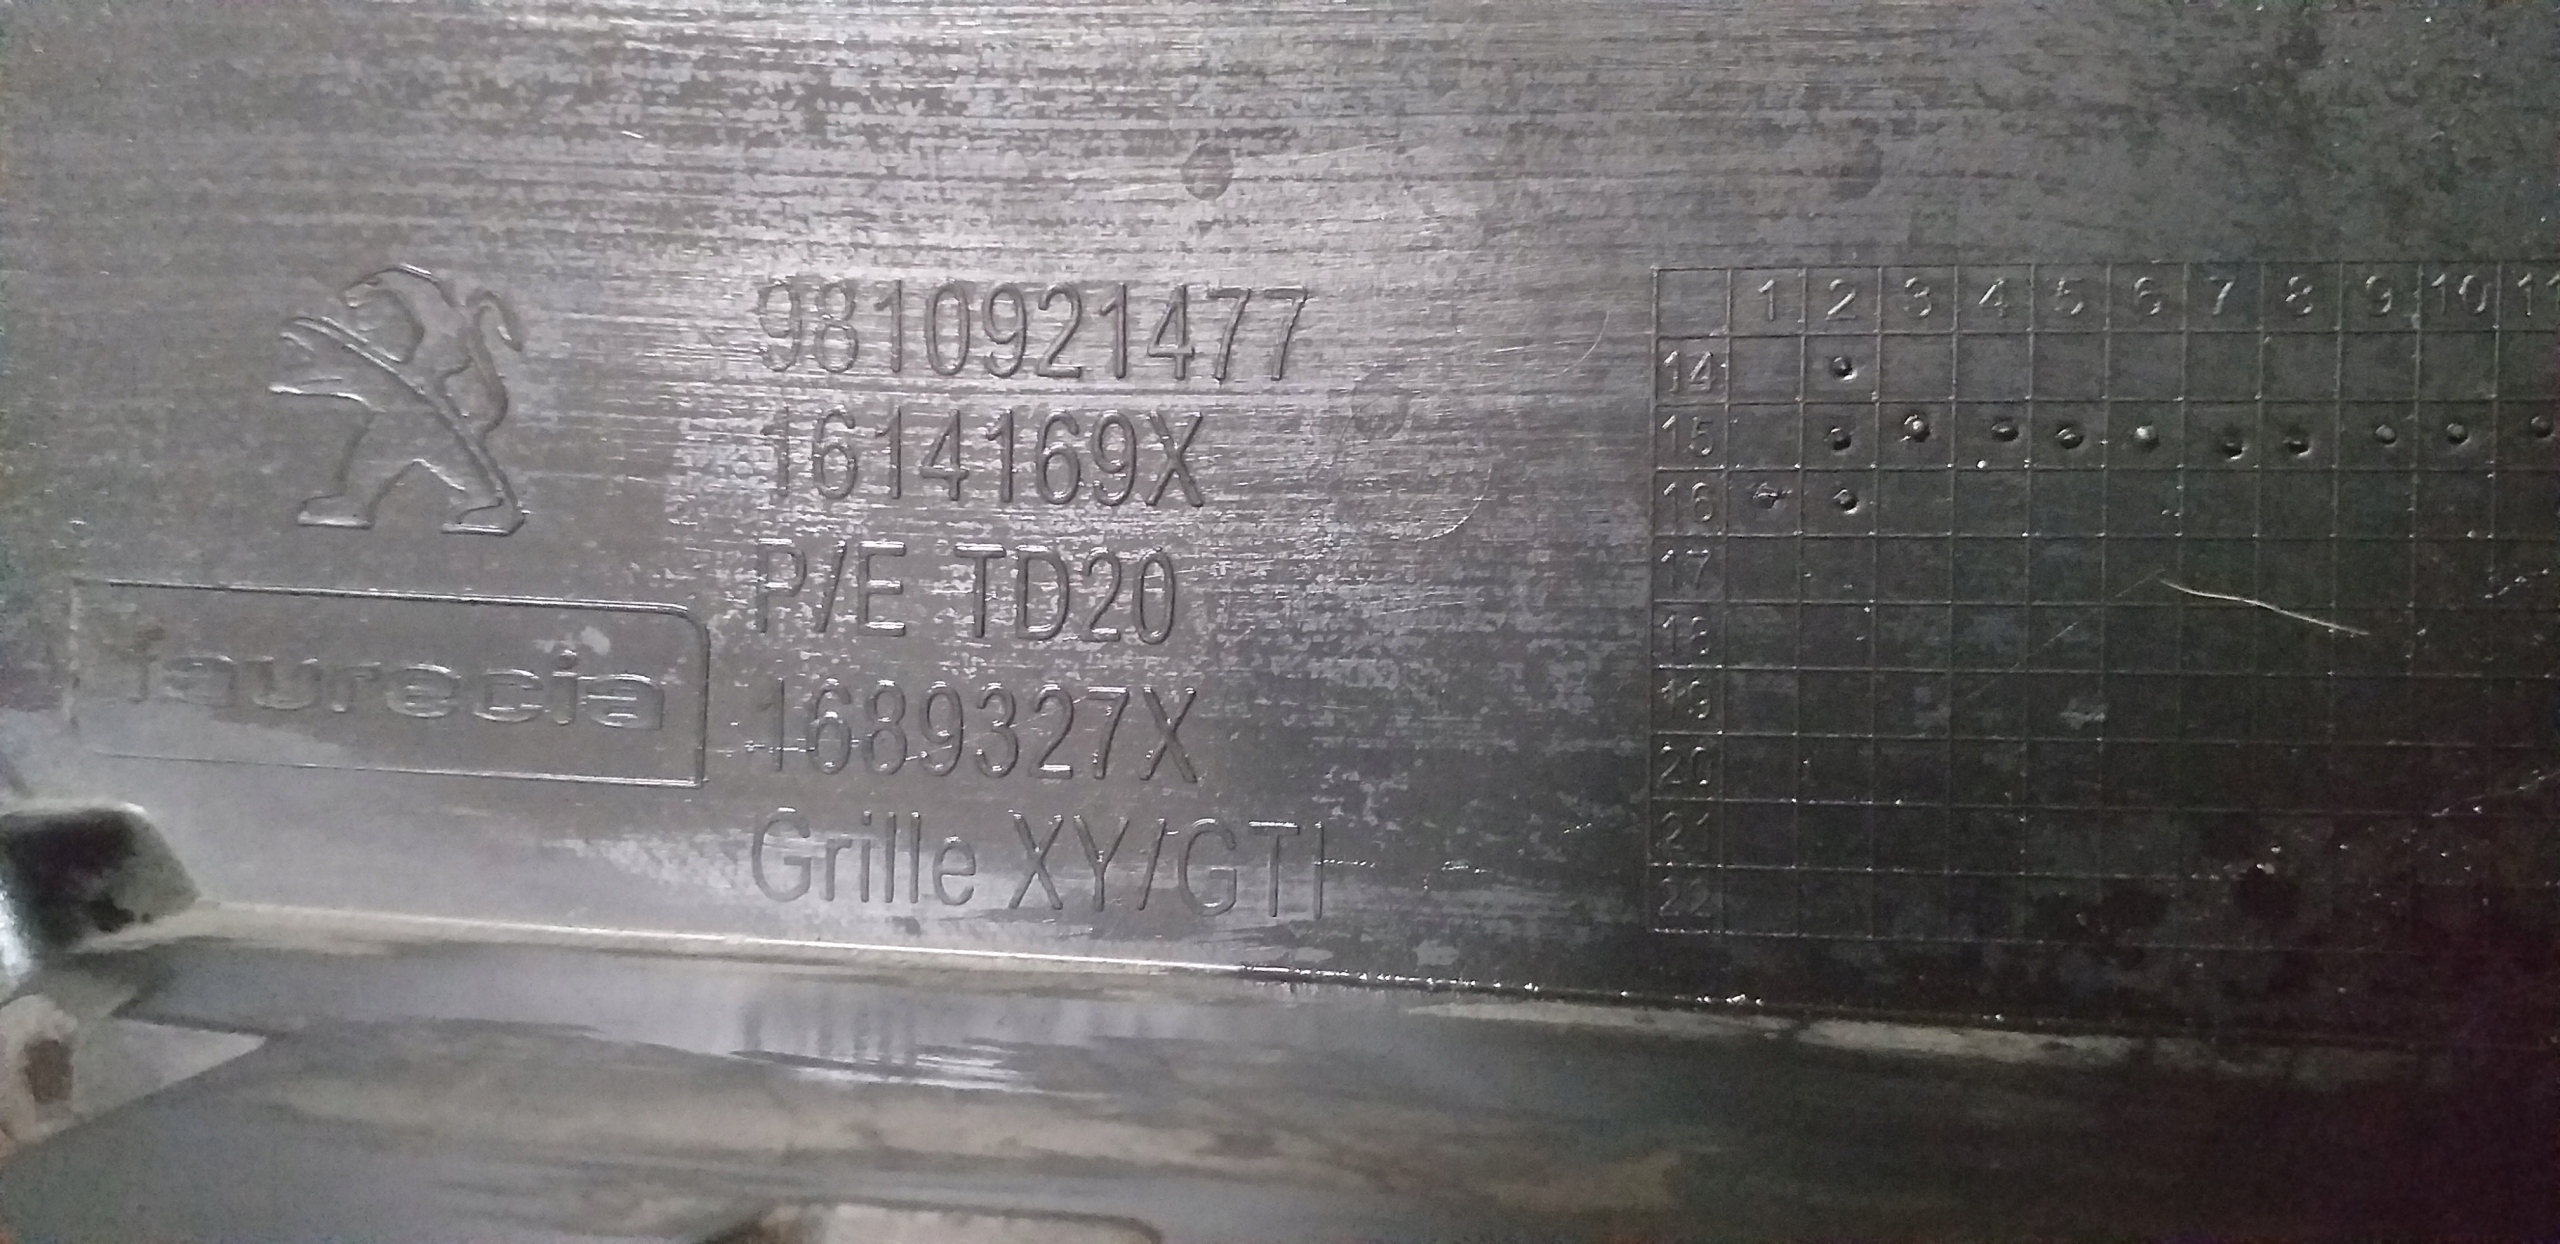 9810921477
1614169X
P/E TD20
1689327X
Grille XY/GTI
faurecia
1 2 3 4 5 6 7 8 9 10 11
14
15
16
17
18
19
20
21
22